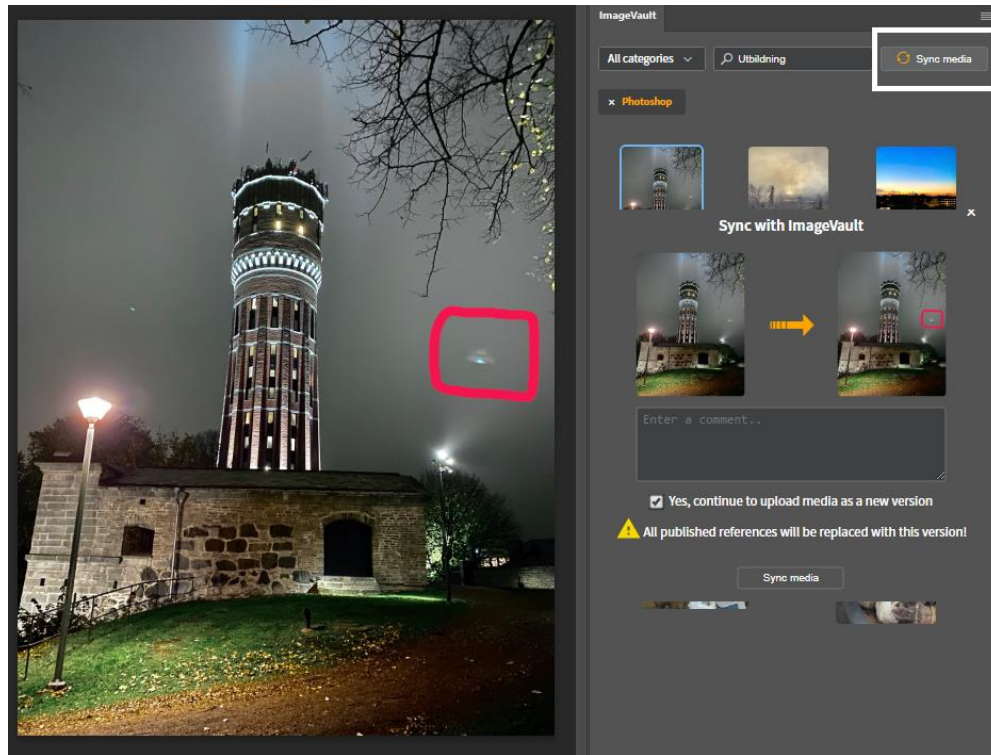 ImageVault
All categories
Utbildning
Sync media
× Photoshop
x
Sync with ImageVault
Enter a comment..
Yes, continue to upload media as a new version
All published references will be replaced with this version!
Sync media